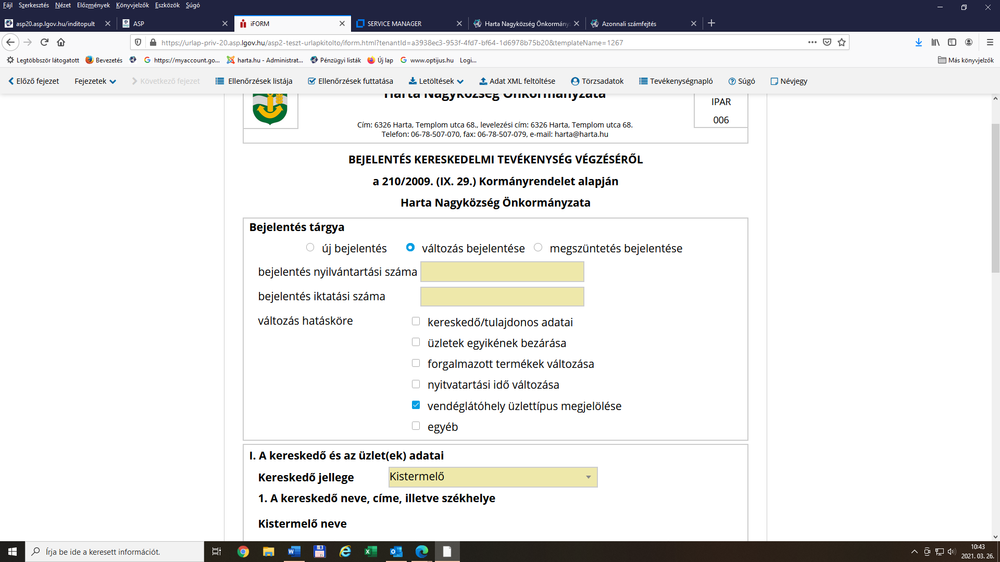 Fájl Szerkesztés Nézet Előzmények Könyvjelzők Eszközök Súgó
asp20.asp.lgov.hu/inditopult ASP iFORM SERVICE MANAGER Harta Nagyközség Önkormány Azonnali számfejtés
https://urlap-priv-20.asp.lgov.hu/asp2-teszt-urlapkitolto/iform.html?tenantId=a3938ec3-953f-4fd7-bf64-1d6978b75b20&templateName=1267
Legtöbbször látogatott Bevezetés https://myaccount.go... harta.hu - Administrat... Pénzügyi listák Új lap www.optijus.hu Logi... Más könyvjelzők
Előző fejezet Fejezetek Következő fejezet Ellenőrzések listája Ellenőrzések futtatása Letöltések Adat XML feltöltése Törzsadatok Tevékenységnapló Súgó Névjegy
Harta Nagyközség Önkormányzata
IPAR
006
Cím: 6326 Harta, Templom utca 68., levelezési cím: 6326 Harta, Templom utca 68.
Telefon: 06-78-507-070, fax: 06-78-507-079, e-mail: harta@harta.hu
BEJELENTÉS KERESKEDELMI TEVÉKENYSÉG VÉGZÉSÉRŐL
a 210/2009. (IX. 29.) Kormányrendelet alapján
Harta Nagyközség Önkormányzata
Bejelentés tárgya
új bejelentés változás bejelentése megszüntetés bejelentése
bejelentés nyilvántartási száma
bejelentés iktatási száma
változás hatásköre kereskedő/tulajdonos adatai
üzletek egyikének bezárása
forgalmazott termékek változása
nyitvatartási idő változása
vendéglátóhely üzlettípus megjelölése
egyéb
I. A kereskedő és az üzlet(ek) adatai
Kereskedő jellege Kistermelő
1. A kereskedő neve, címe, illetve székhelye
Kistermelő neve
Írja be ide a keresett információt.
10:43
2021. 03. 26.